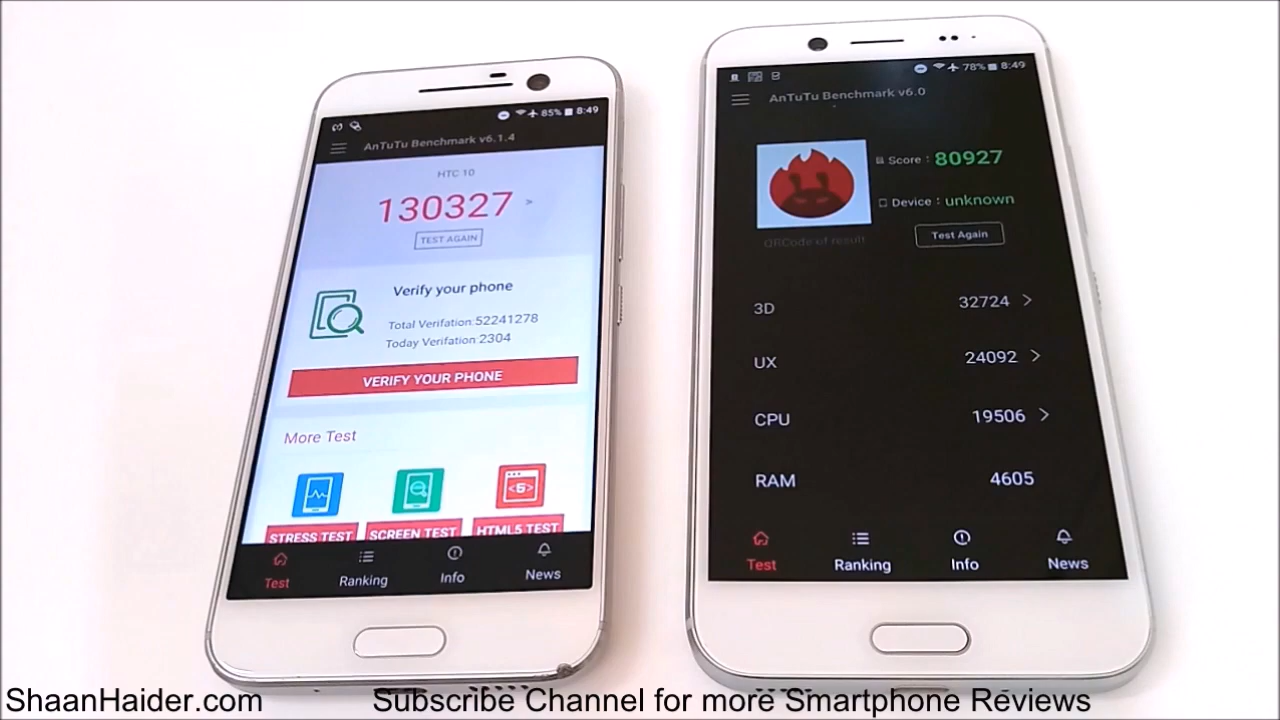 85% 8:49
AnTuTu Benchmark v6.1.4
HTC 10
130327 >
TEST AGAIN
Verify your phone
Total Verifation:52241278
Today Verifation:2304
VERIFY YOUR PHONE
More Test
STRESS TEST SCREEN TEST HTML5 TEST
Test Ranking Info News
78% 8:49
AnTuTu Benchmark v6.0
Score : 80927
Device : unknown
QRCode of result
Test Again
3D 32724 >
UX 24092 >
CPU 19506 >
RAM 4605
Test Ranking Info News
ShaanHaider.com Subscribe Channel for more Smartphone Reviews